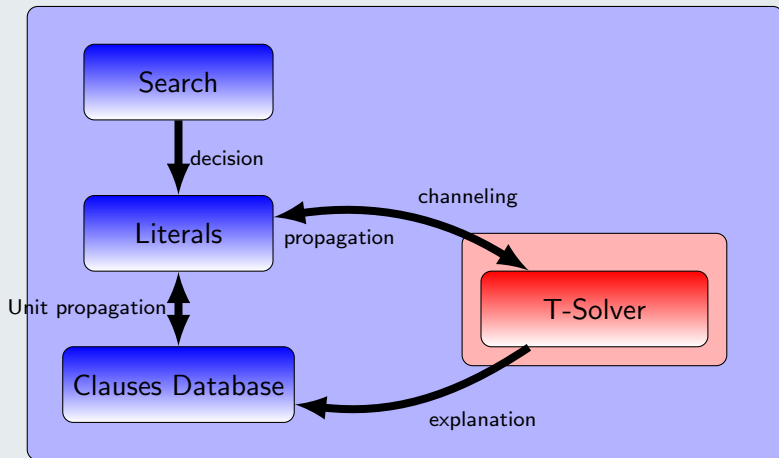 Search
decision
channeling
Literals
propagation
Unit propagation
T-Solver
Clauses Database
explanation